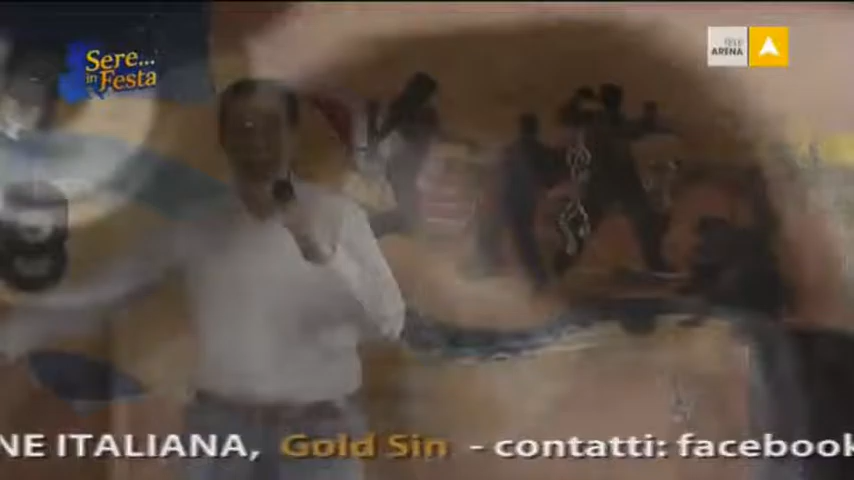 Sere...
in Festa
TELE
ARENA
NE ITALIANA, Gold Sin - contatti: facebook